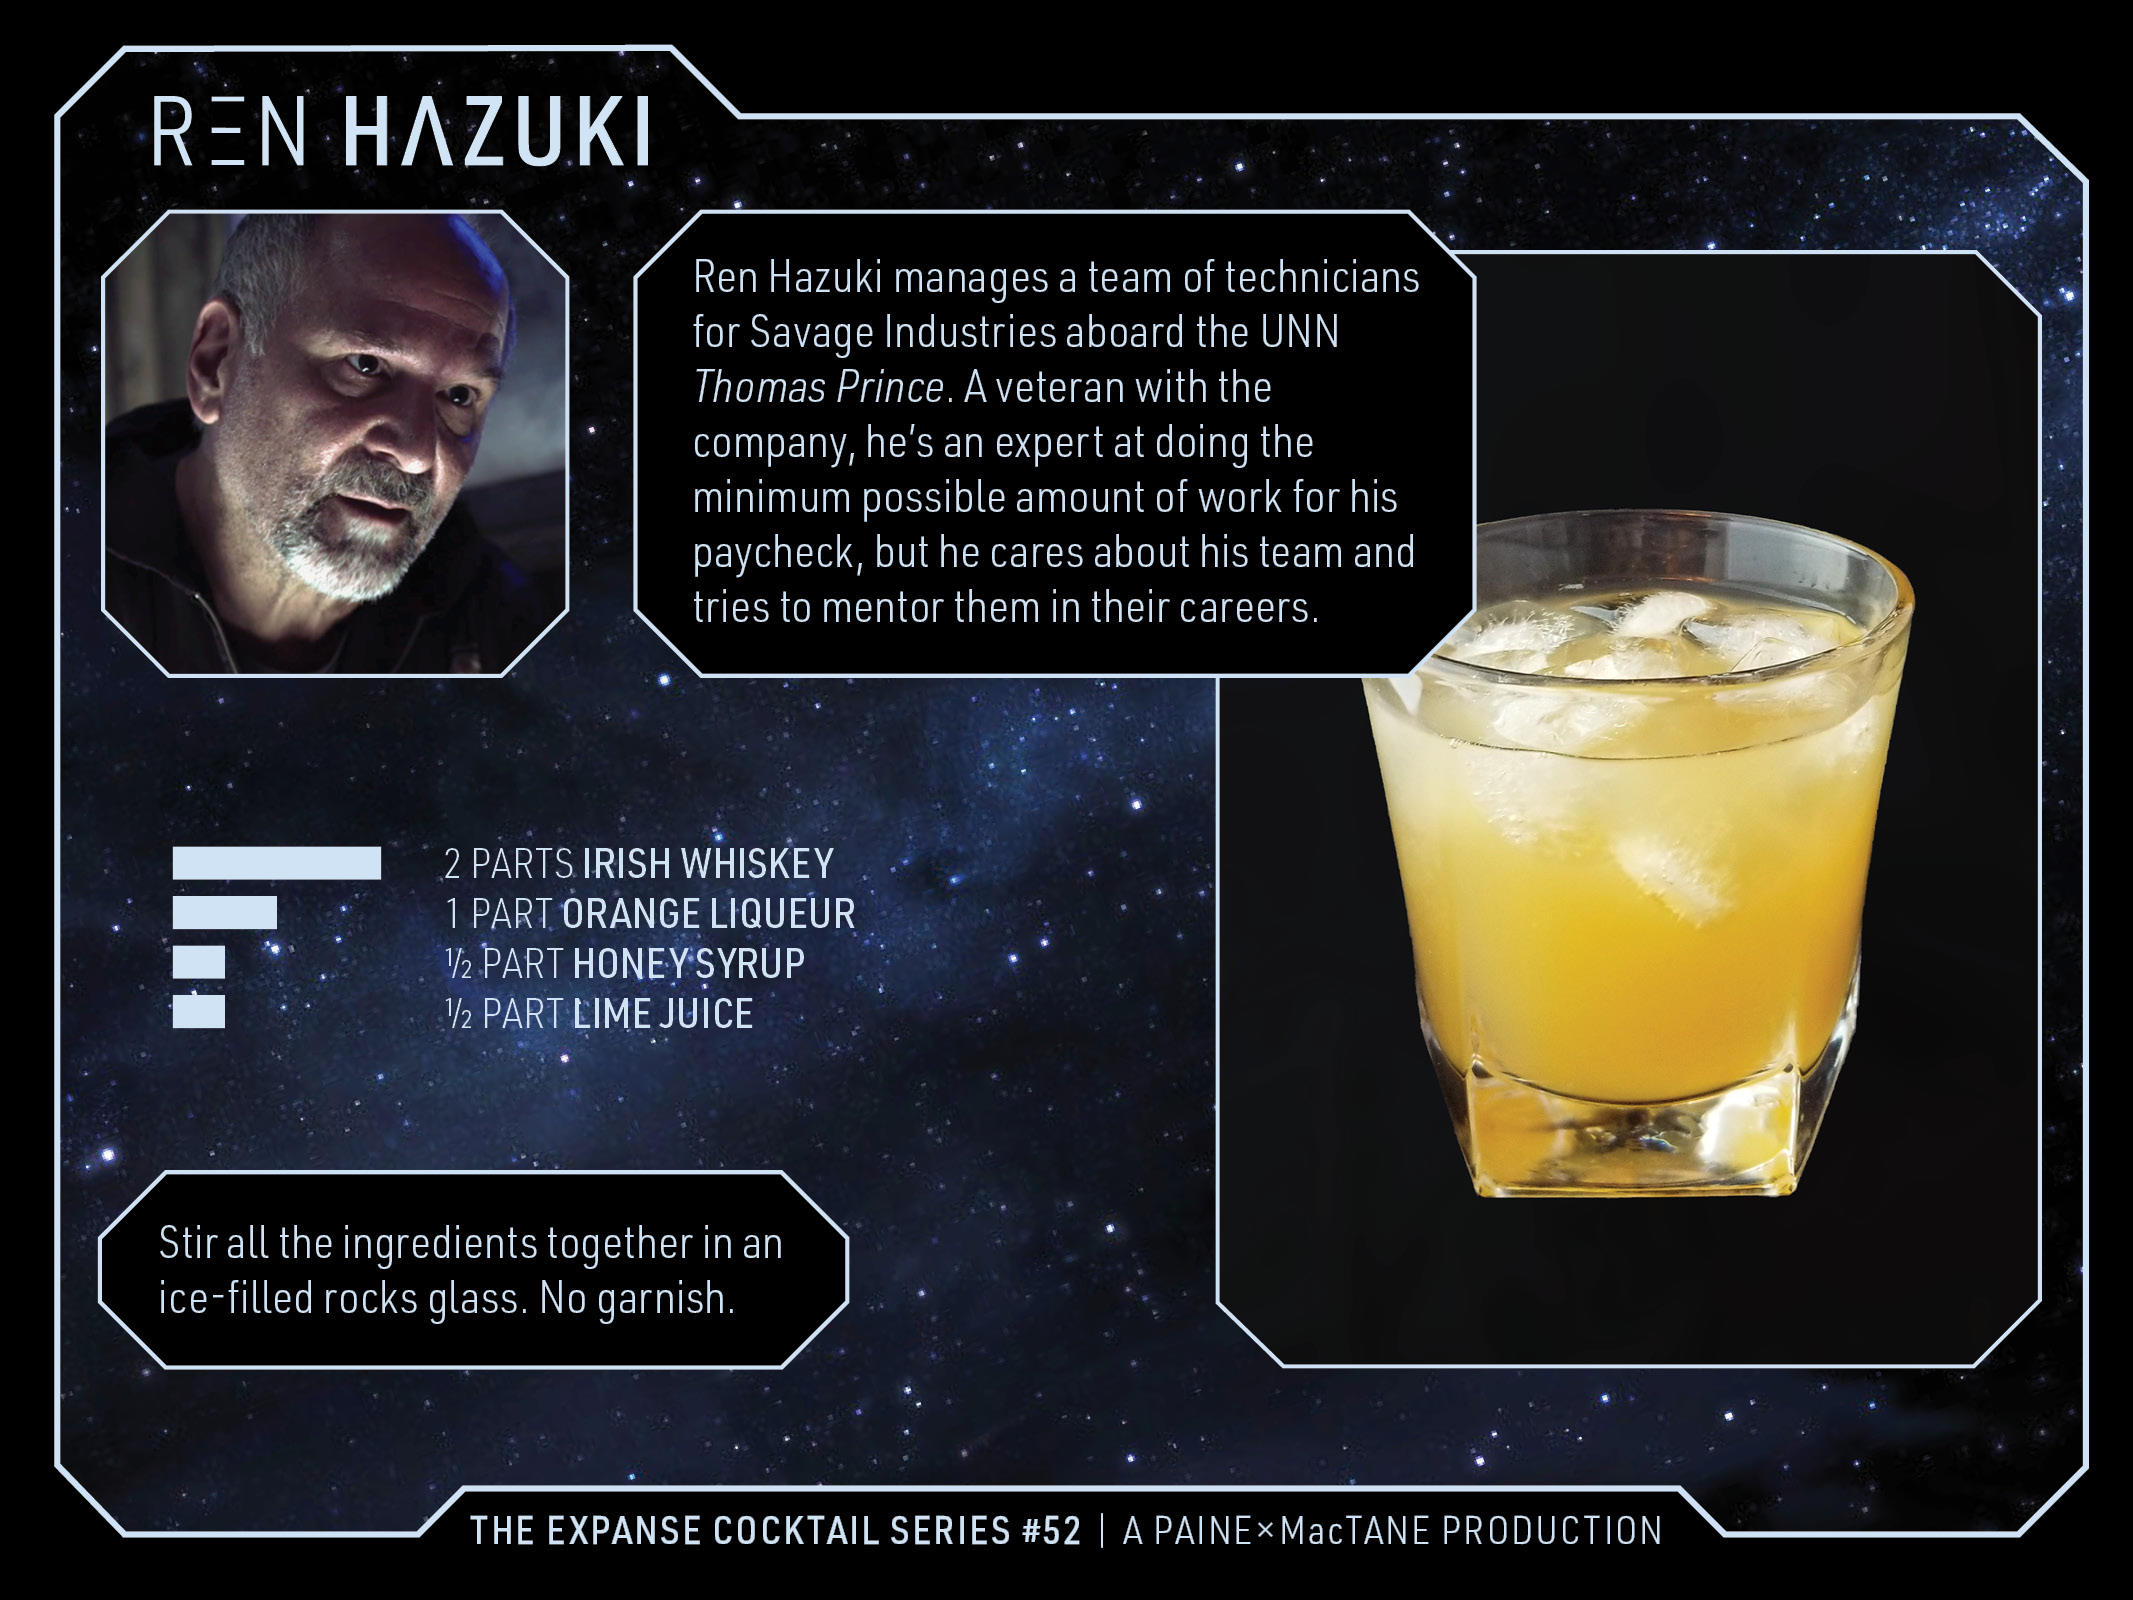 REN HAZUKI
Ren Hazuki manages a team of technicians
for Savage Industries aboard the UNN
Thomas Prince. A veteran with the
company, he's an expert at doing the
minimum possible amount of work for his
paycheck, but he cares about his team and
tries to mentor them in their careers.
2 PARTS IRISH WHISKEY
1 PART ORANGE LIQUEUR
½ PART HONEY SYRUP
½ PART LIME JUICE
Stir all the ingredients together in an
ice-filled rocks glass. No garnish.
THE EXPANSE COCKTAIL SERIES #52 | A PAINE×MacTANE PRODUCTION